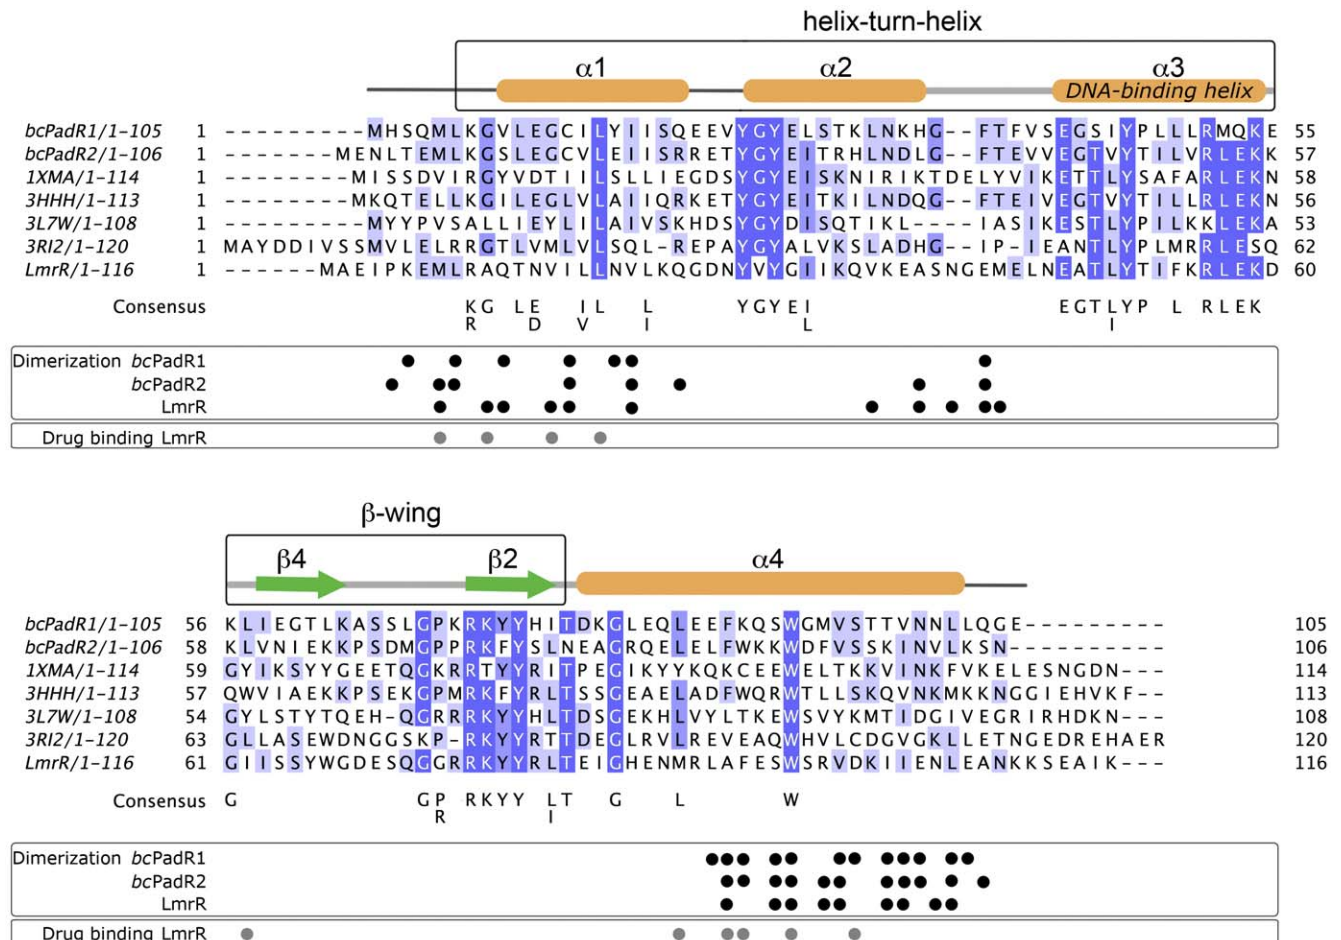 helix-turn-helix
α1 α2 α3
DNA-binding helix
bcPadR1/1-105 1 - - - - - - - - - MHSQMLKGVLEGCILYIISQEEVYGYELSTKLNKHG--FTFVSEGSIYPLLLRMQKE 55
bcPadR2/1-106 1 - - - - - - - MENLTEMLKGSLEGCVLEIISRRETYGYEITRHLNDLG--FTEVVEGTVYTILVRLEKK 57
1XMA/1-114 1 - - - - - - - - MISSDVIRGYVDTIILSLLIEGDSYGYEISKNIRIKTDELYVIKETTLYSAFARLEKN 58
3HHH/1-113 1 - - - - - - - - MKQTELLKGILEGLVLAIIQRKETYGYEITKILNDQG--FTEIVEGTVYTILLRLEKN 56
3L7W/1-108 1 - - - - - - - - - MYYPVSALLIEYLILAIVSKHDSYGYDISQTIKL----IASIKESTLYPILKKLEKA 53
3RI2/1-120 1 MAYDDIVSSMVLELRRGTLVMLVLSQL-REPAYGYALVKSLADHG--IP-IEANTLYPLMRRLESQ 62
LmrR/1-116 1 - - - - - - MAEIPKEMLRAQTNVILLNVLKQGDNYVYGIIKQVKEASNGEMELNEATLYTIFKRLEKD 60
Consensus KG LE IL L YGYEI EGTLYP L RLEK
R D V I L I
Dimerization bcPadR1
bcPadR2
LmrR
Drug binding LmrR
β-wing
β4 β2 α4
bcPadR1/1-105 56 KLIEGTLKASSLGPKRKYYHITDKGLEQLEEFKQSWGMVSTTVNNLLQGE--------- 105
bcPadR2/1-106 58 KLVNIEKKPSDMGPPRKFYSLNEAGRQELELFWKKWDFVSSKINVLKSN---------- 106
1XMA/1-114 59 GYIKSYYGEETQGKRRTYYRITPEGIKYYKQKCEEWELTKKVINKFVKELESNGDN--- 114
3HHH/1-113 57 QWVIAEKKPSEKGPMRKFYRLTSSGEAELADFWQRWTLLSKQVNKMKKNGGIEHVKF-- 113
3L7W/1-108 54 GYLSTYTQEH-QGRRRKYYHLTDSGEKHLVYLTKEWSVYKMTIDGIVEGRIRHDKN--- 108
3RI2/1-120 63 GLLASEWDNGGSKP-RKYYRTTDEGLRVLREVEAQWHVLCDGVGKLLETNGEDREHAER 120
LmrR/1-116 61 GIISSYWGDESQGGRRKYYRLTEIGHENMRLAFESWSRVDKIIENLEANKKSEAIK--- 116
Consensus G GP RKYY LT G L W
R I
Dimerization bcPadR1
bcPadR2
LmrR
Drug binding LmrR